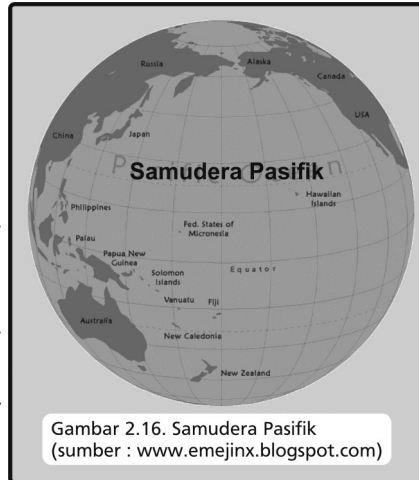 Russia
Alaska
Canada
USA
China
Japan
Samudera Pasifik
Hawaiian
Islands
Philippines
Fed. States of
Micronesia
Palau
Papua New
Guinea
Equator
Solomon
Islands
Vanuatu
Fiji
Australia
New Caledonia
New Zealand
Gambar 2.16. Samudera Pasifik
(sumber : www.emejinx.blogspot.com)